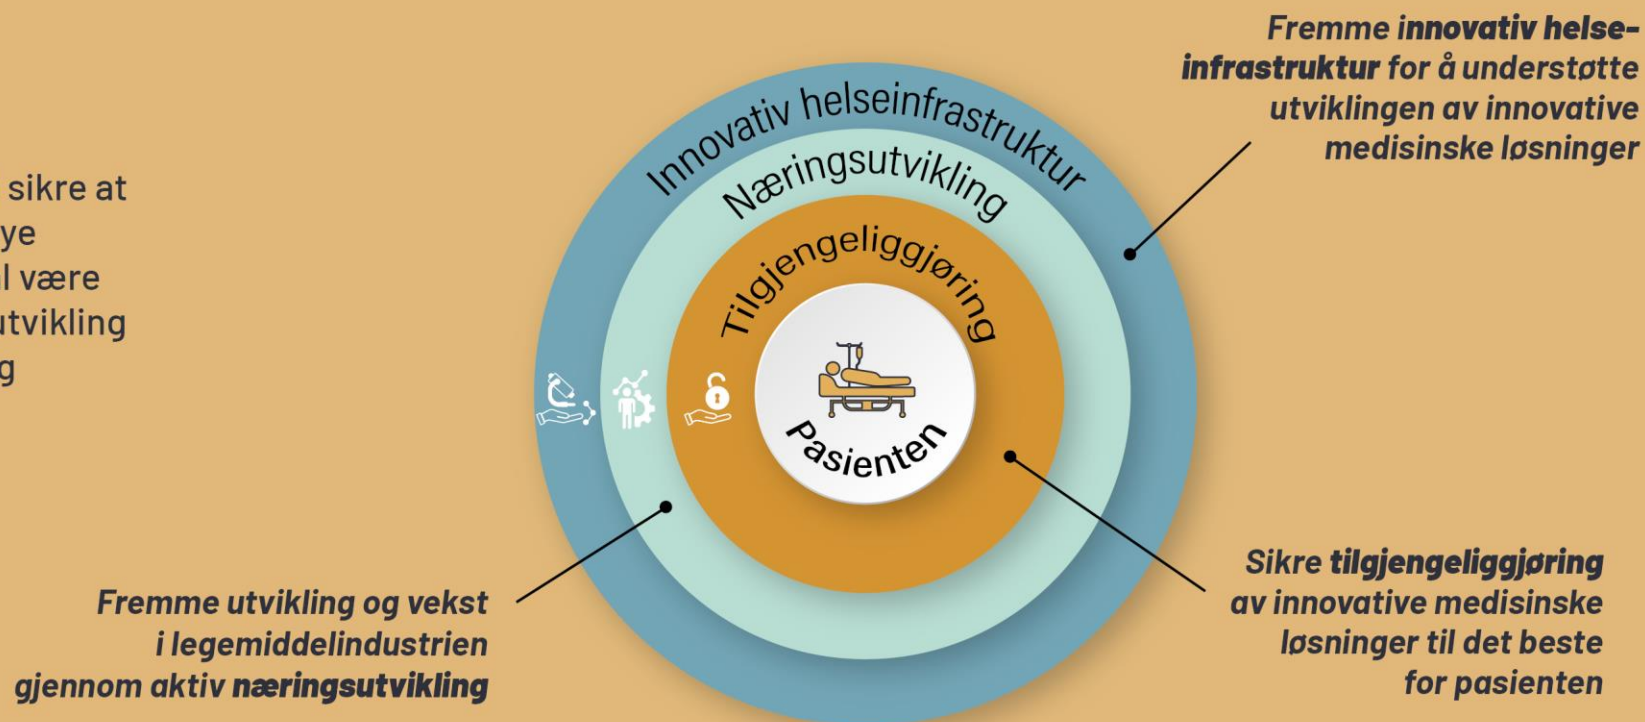 Fremme innovativ helse-
infrastruktur for å understøtte
utviklingen av innovative
medisinske løsninger
sikre at
være
utvikling
Innovativ helseinfrastruktur
Næringsutvikling
Tilgjengeliggjøring
Pasienten
Fremme utvikling og vekst
i legemiddelindustrien
gjennom aktiv næringsutvikling
Sikre tilgjengeliggjøring
av innovative medisinske
løsninger til det beste
for pasienten